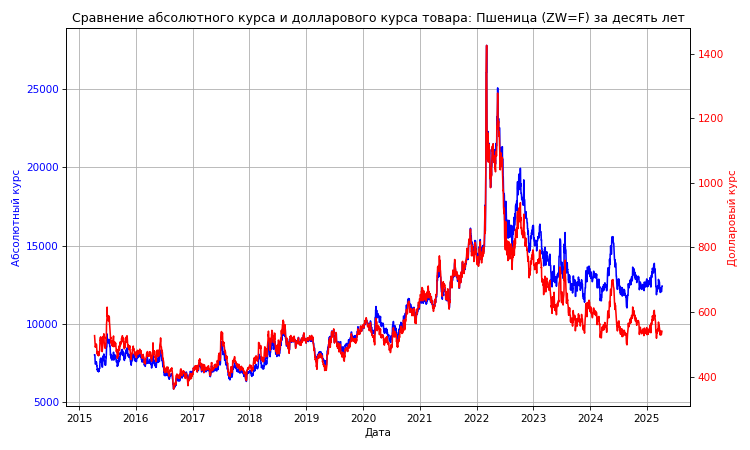 Сравнение абсолютного курса и долларового курса товара: Пшеница (ZW=F) за десять лет
Абсолютный курс
25000
20000
15000
10000
5000
1400
1200
1000
800
600
400
Долларовый курс
2015 2016 2017 2018 2019 2020 2021 2022 2023 2024 2025
Дата